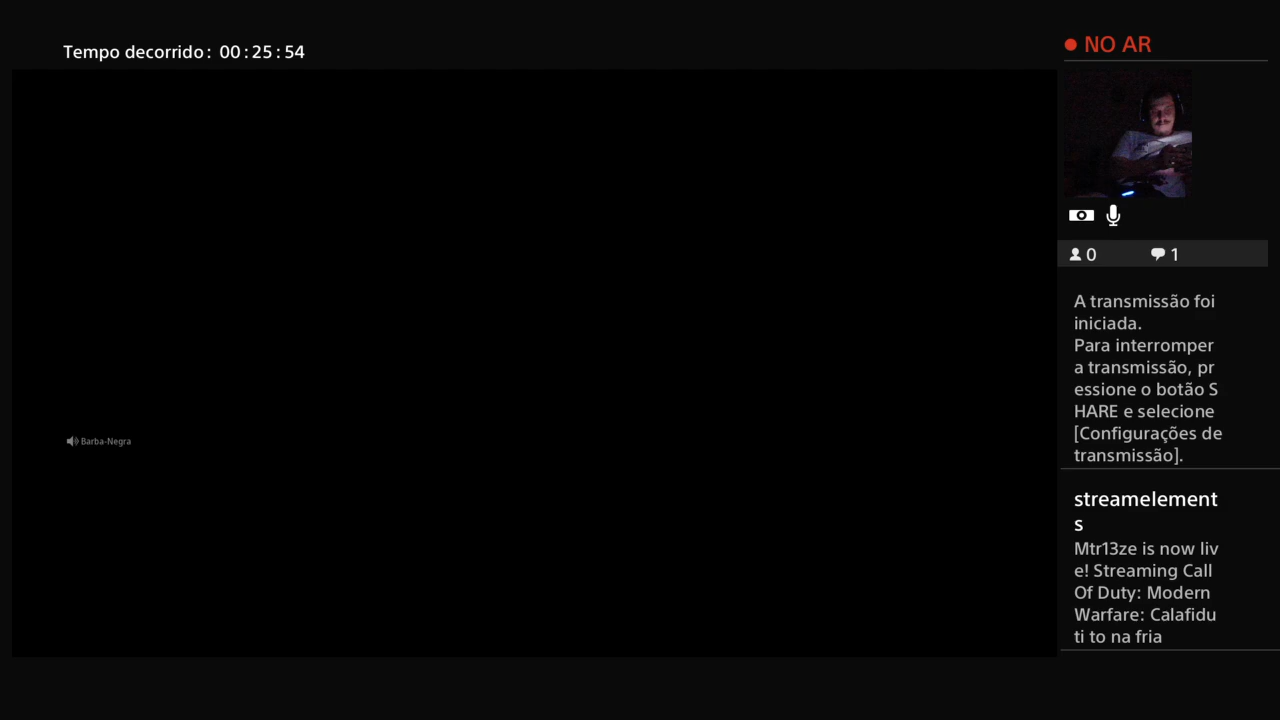 Tempo decorrido: 00:25:54
NO AR
0
1
A transmissão foi
iniciada.
Para interromper
a transmissão, pr
essione o botão S
HARE e selecione
[Configurações de
transmissão].
Barba-Negra
streamelement
s
Mtr13ze is now liv
e! Streaming Call
Of Duty: Modern
Warfare: Calafidu
ti to na fria